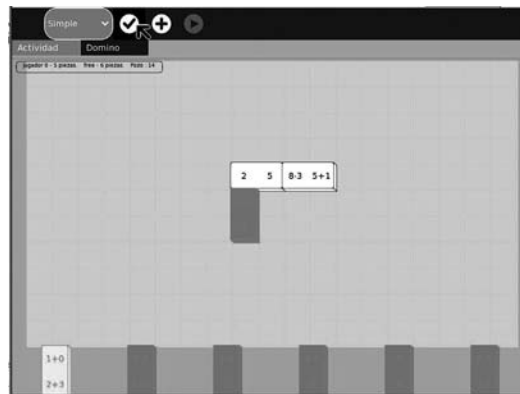 Simple
Actividad Domino
Jugador 0 - 5 piezas free - 6 piezas Pozo 14
2 5 8-3 5+1
1+0
2+3